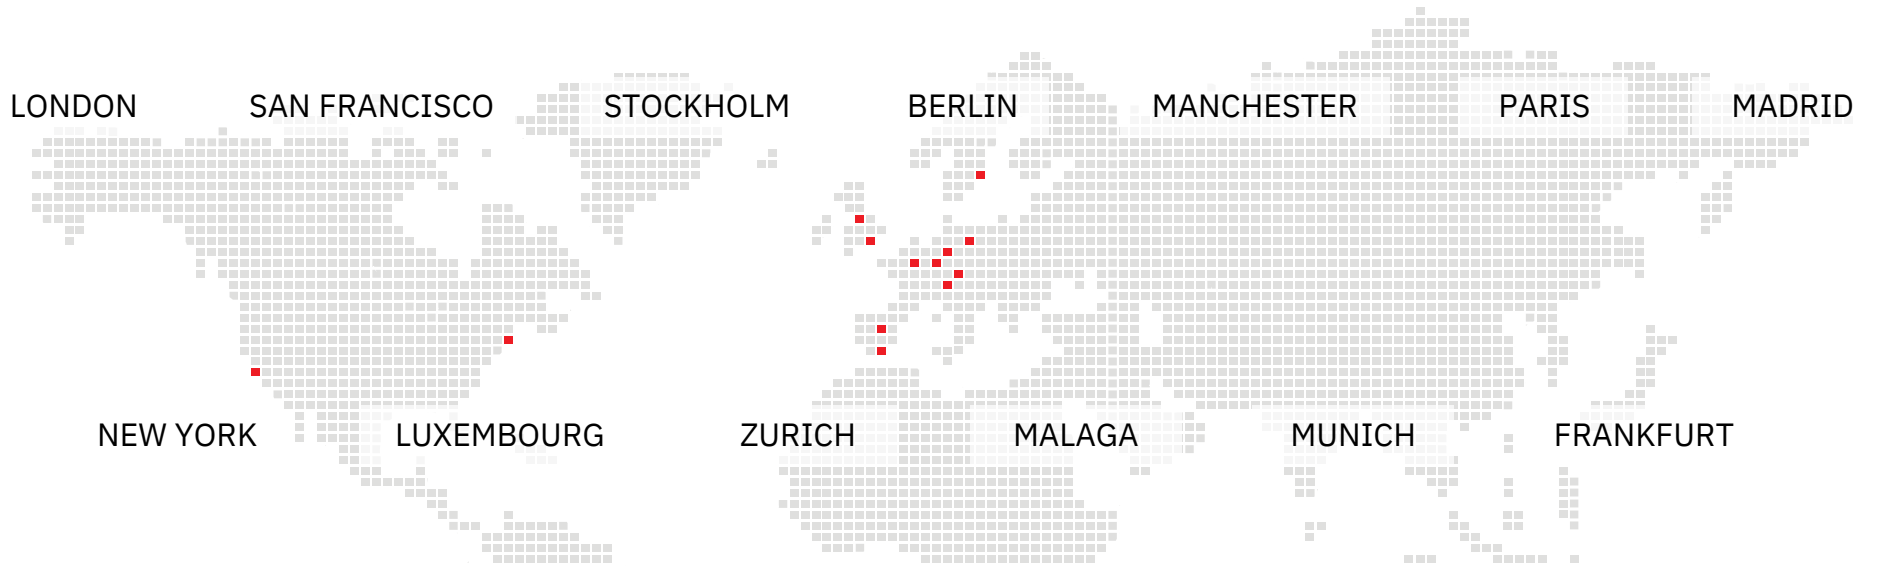 LONDON SAN FRANCISCO STOCKHOLM BERLIN MANCHESTER PARIS MADRID
NEW YORK LUXEMBOURG ZURICH MALAGA MUNICH FRANKFURT